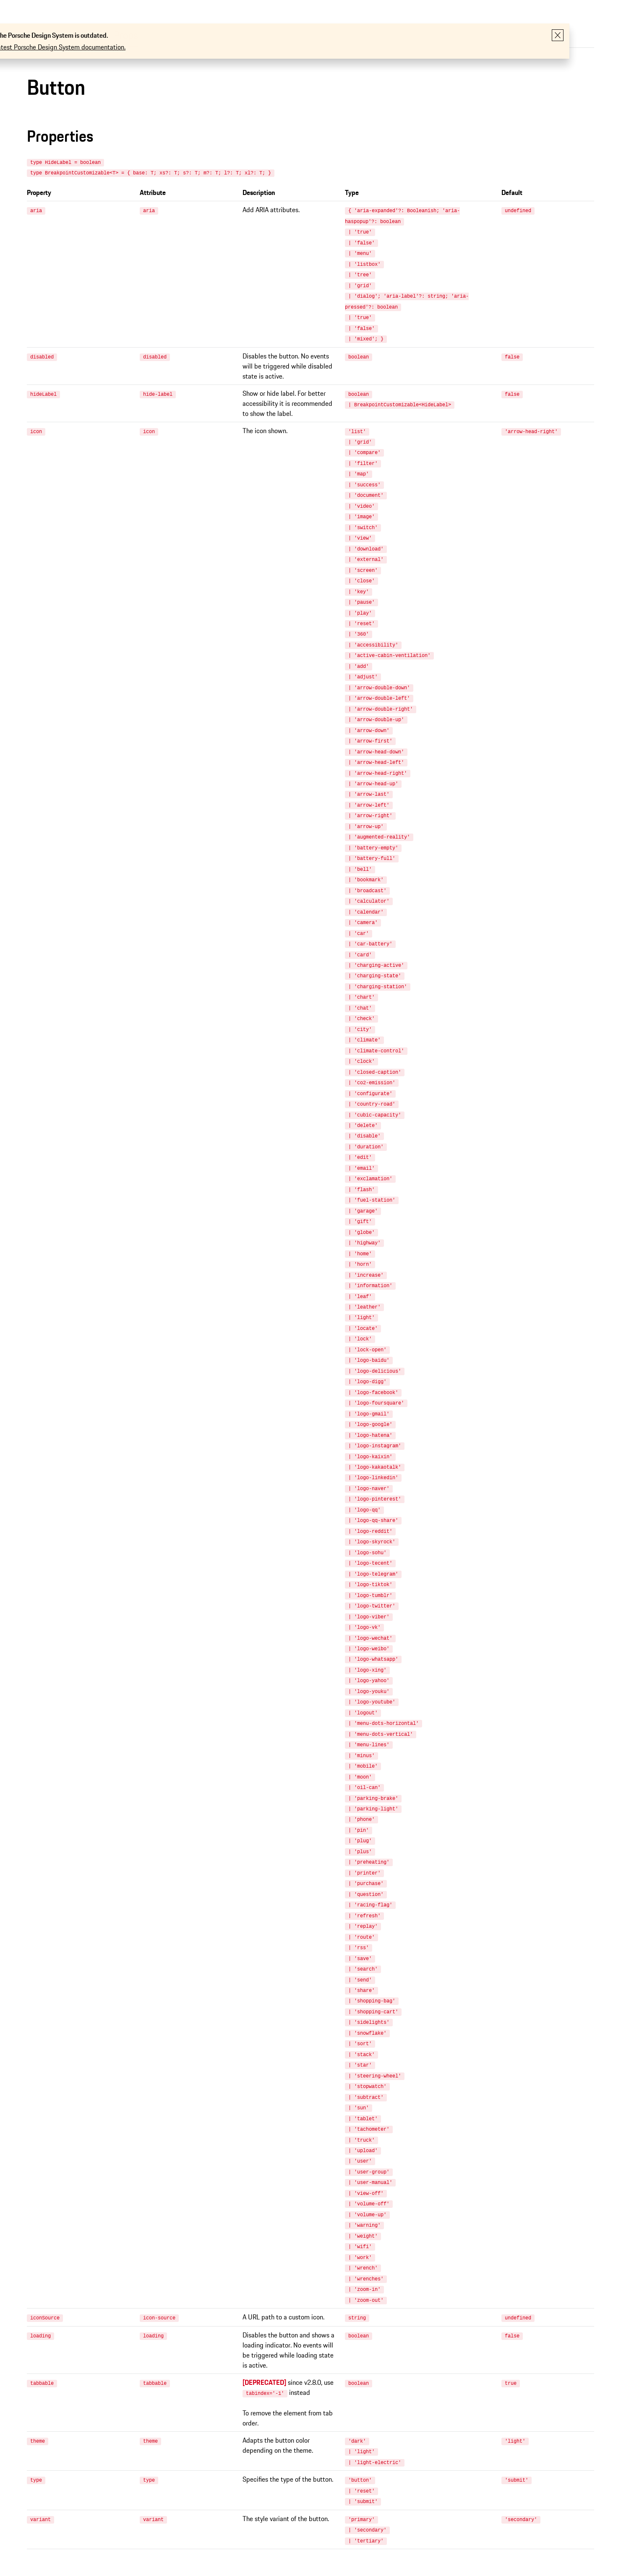 he Porsche Design System is outdated.
test Porsche Design System documentation.
Button
Properties
type HideLabel = boolean
type BreakpointCustomizable<T> = { base: T; xs?: T; s?: T; m?: T; l?: T; xl?: T; }
Property Attribute Description Type Default
aria aria Add ARIA attributes. { 'aria-expanded'?: Booleanish; 'aria- undefined
haspopup'?: boolean
| 'true'
| 'false'
| 'menu'
| 'listbox'
| 'tree'
| 'grid'
| 'dialog'; 'aria-label'?: string; 'aria-
pressed'?: boolean
| 'true'
| 'false'
| 'mixed'; }
disabled disabled Disables the button. No events boolean false
will be triggered while disabled
state is active.
hideLabel hide-label Show or hide label. For better boolean false
accessibility it is recommended | BreakpointCustomizable<HideLabel>
to show the label.
icon icon The icon shown. 'list' 'arrow-head-right'
| 'grid'
| 'compare'
| 'filter'
| 'map'
| 'success'
| 'document'
| 'video'
| 'image'
| 'switch'
| 'view'
| 'download'
| 'external'
| 'screen'
| 'close'
| 'key'
| 'pause'
| 'play'
| 'reset'
| '360'
| 'accessibility'
| 'active-cabin-ventilation'
| 'add'
| 'adjust'
| 'arrow-double-down'
| 'arrow-double-left'
| 'arrow-double-right'
| 'arrow-double-up'
| 'arrow-down'
| 'arrow-first'
| 'arrow-head-down'
| 'arrow-head-left'
| 'arrow-head-right'
| 'arrow-head-up'
| 'arrow-last'
| 'arrow-left'
| 'arrow-right'
| 'arrow-up'
| 'augmented-reality'
| 'battery-empty'
| 'battery-full'
| 'bell'
| 'bookmark'
| 'broadcast'
| 'calculator'
| 'calendar'
| 'camera'
| 'car'
| 'car-battery'
| 'card'
| 'charging-active'
| 'charging-state'
| 'charging-station'
| 'chart'
| 'chat'
| 'check'
| 'city'
| 'climate'
| 'climate-control'
| 'clock'
| 'closed-caption'
| 'co2-emission'
| 'configurate'
| 'country-road'
| 'cubic-capacity'
| 'delete'
| 'disable'
| 'duration'
| 'edit'
| 'email'
| 'exclamation'
| 'flash'
| 'fuel-station'
| 'garage'
| 'gift'
| 'globe'
| 'highway'
| 'home'
| 'horn'
| 'increase'
| 'information'
| 'leaf'
| 'leather'
| 'light'
| 'locate'
| 'lock'
| 'lock-open'
| 'logo-baidu'
| 'logo-delicious'
| 'logo-digg'
| 'logo-facebook'
| 'logo-foursquare'
| 'logo-gmail'
| 'logo-google'
| 'logo-hatena'
| 'logo-instagram'
| 'logo-kaixin'
| 'logo-kakaotalk'
| 'logo-linkedin'
| 'logo-naver'
| 'logo-pinterest'
| 'logo-qq'
| 'logo-qq-share'
| 'logo-reddit'
| 'logo-skyrock'
| 'logo-sohu'
| 'logo-tecent'
| 'logo-telegram'
| 'logo-tiktok'
| 'logo-tumblr'
| 'logo-twitter'
| 'logo-viber'
| 'logo-vk'
| 'logo-wechat'
| 'logo-weibo'
| 'logo-whatsapp'
| 'logo-xing'
| 'logo-yahoo'
| 'logo-youku'
| 'logo-youtube'
| 'logout'
| 'menu-dots-horizontal'
| 'menu-dots-vertical'
| 'menu-lines'
| 'minus'
| 'mobile'
| 'moon'
| 'oil-can'
| 'parking-brake'
| 'parking-light'
| 'phone'
| 'pin'
| 'plug'
| 'plus'
| 'preheating'
| 'printer'
| 'purchase'
| 'question'
| 'racing-flag'
| 'refresh'
| 'replay'
| 'route'
| 'rss'
| 'save'
| 'search'
| 'send'
| 'share'
| 'shopping-bag'
| 'shopping-cart'
| 'sidelights'
| 'snowflake'
| 'sort'
| 'stack'
| 'star'
| 'steering-wheel'
| 'stopwatch'
| 'subtract'
| 'sun'
| 'tablet'
| 'tachometer'
| 'truck'
| 'upload'
| 'user'
| 'user-group'
| 'user-manual'
| 'view-off'
| 'volume-off'
| 'volume-up'
| 'warning'
| 'weight'
| 'wifi'
| 'work'
| 'wrench'
| 'wrenches'
| 'zoom-in'
| 'zoom-out'
iconSource icon-source A URL path to a custom icon. string undefined
loading loading Disables the button and shows a boolean false
loading indicator. No events will
be triggered while loading state
is active.
tabbable tabbable [DEPRECATED] since v2.8.0, use boolean true
tabindex='-1' instead
To remove the element from tab
order.
theme theme Adapts the button color 'dark' 'light'
depending on the theme. | 'light'
| 'light-electric'
type type Specifies the type of the button. 'button' 'submit'
| 'reset'
| 'submit'
variant variant The style variant of the button. 'primary' 'secondary'
| 'secondary'
| 'tertiary'